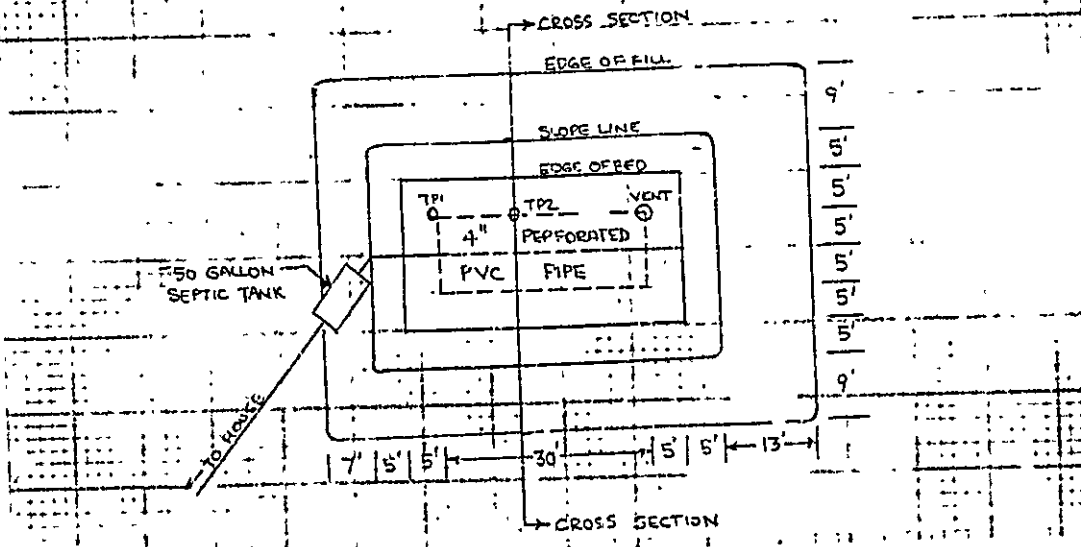 CROSS SECTION
EDGE OF FILL
9'
SLOPE LINE
5'
EDGE OF BED
5'
TP1
TP2
VENT
5'
4" PERFORATED
5'
PVC PIPE
50 GALLON
SEPTIC TANK
5'
5'
9'
TO HOUSE
7' 5' 5' 30' 5' 5' 13'
CROSS SECTION